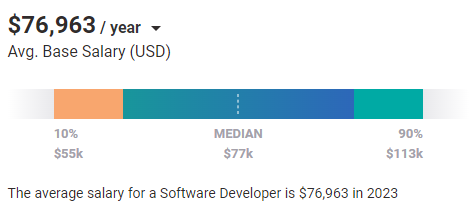 $76,963 / year
Avg. Base Salary (USD)
10% MEDIAN 90%
$55k $77k $113k
The average salary for a Software Developer is $76,963 in 2023